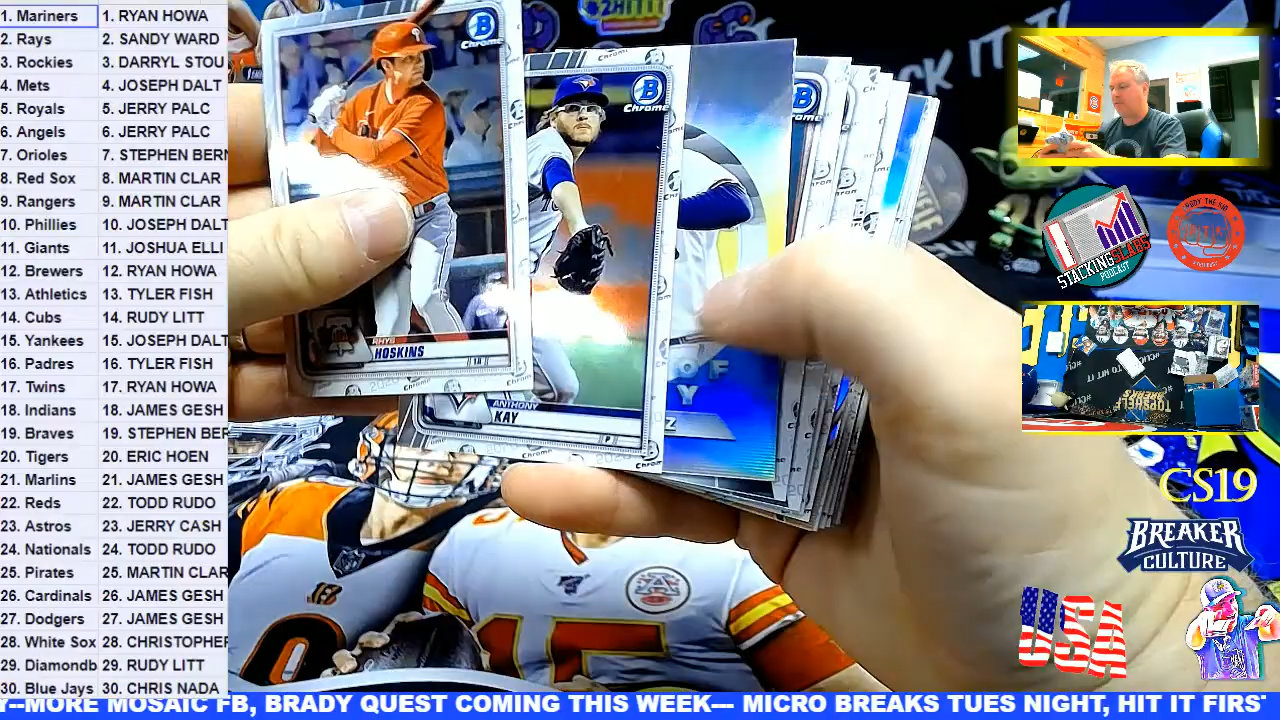 1. Mariners 1. RYAN HOWA
2. Rays 2. SANDY WARD
3. Rockies 3. DARRYL STOU
4. Mets 4. JOSEPH DALT
5. Royals 5. JERRY PALC
6. Angels 6. JERRY PALC
7. Orioles 7. STEPHEN BERN
8. Red Sox 8. MARTIN CLAR
9. Rangers 9. MARTIN CLAR
10. Phillies 10. JOSEPH DALT
11. Giants 11. JOSHUA ELLI
12. Brewers 12. RYAN HOWA
13. Athletics 13. TYLER FISH
14. Cubs 14. RUDY LITT
15. Yankees 15. JOSEPH DALT
16. Padres 16. TYLER FISH
17. Twins 17. RYAN HOWA
18. Indians 18. JAMES GESH
19. Braves 19. STEPHEN BER
20. Tigers 20. ERIC HOEN
21. Marlins 21. JAMES GESH
22. Reds 22. TODD RUDO
23. Astros 23. JERRY CASH
24. Nationals 24. TODD RUDO
25. Pirates 25. MARTIN CLAR
26. Cardinals 26. JAMES GESH
27. Dodgers 27. JAMES GESH
28. White Sox 28. CHRISTOPHER
29. Diamondb 29. RUDY LITT
30. Blue Jays 30. CHRIS NADA
B
Chrome
RHYS
HOSKINS
B
Chrome
ANTHONY
KAY
P
B
OF
Y
Z
STACKINGSLABS
PODCAST
CS19
BREAKER
CULTURE
USA
Y--MORE MOSAIC FB, BRADY QUEST COMING THIS WEEK--- MICRO BREAKS TUES NIGHT, HIT IT FIRS